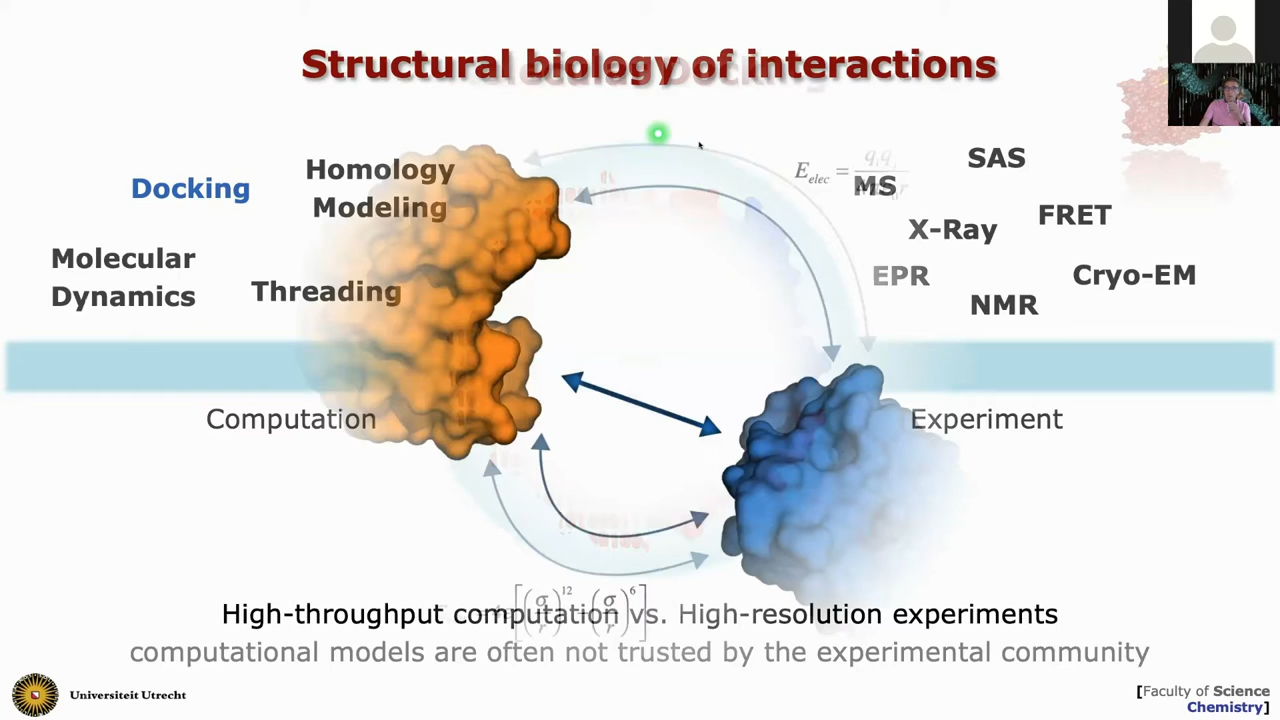 Structural biology of interactions
Docking
Homology
Modeling
Molecular
Dynamics
Threading
SAS
MS
FRET
X-Ray
EPR
Cryo-EM
NMR
Computation
Experiment
High-throughput computation vs. High-resolution experiments
computational models are often not trusted by the experimental community
Universiteit Utrecht
[Faculty of Science
Chemistry]